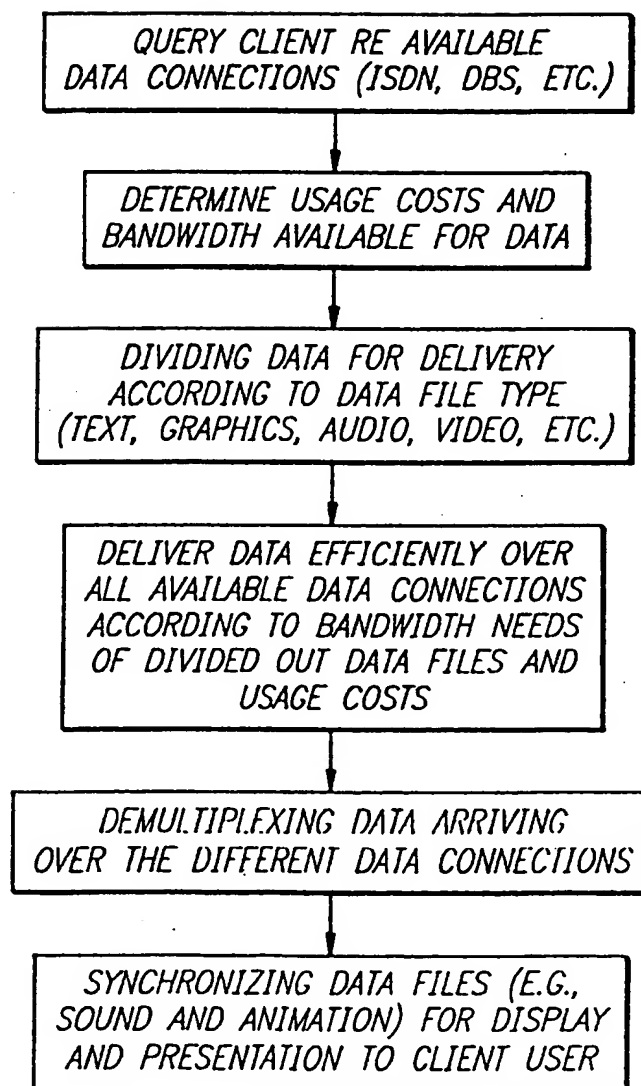 QUERY CLIENT RE AVAILABLE
DATA CONNECTIONS (ISDN, DBS, ETC.)
DETERMINE USAGE COSTS AND
BANDWIDTH AVAILABLE FOR DATA
DIVIDING DATA FOR DELIVERY
ACCORDING TO DATA FILE TYPE
(TEXT, GRAPHICS, AUDIO, VIDEO, ETC.)
DELIVER DATA EFFICIENTLY OVER
ALL AVAILABLE DATA CONNECTIONS
ACCORDING TO BANDWIDTH NEEDS
OF DIVIDED OUT DATA FILES AND
USAGE COSTS
DEMULTIPLEXING DATA ARRIVING
OVER THE DIFFERENT DATA CONNECTIONS
SYNCHRONIZING DATA FILES (E.G.,
SOUND AND ANIMATION) FOR DISPLAY
AND PRESENTATION TO CLIENT USER